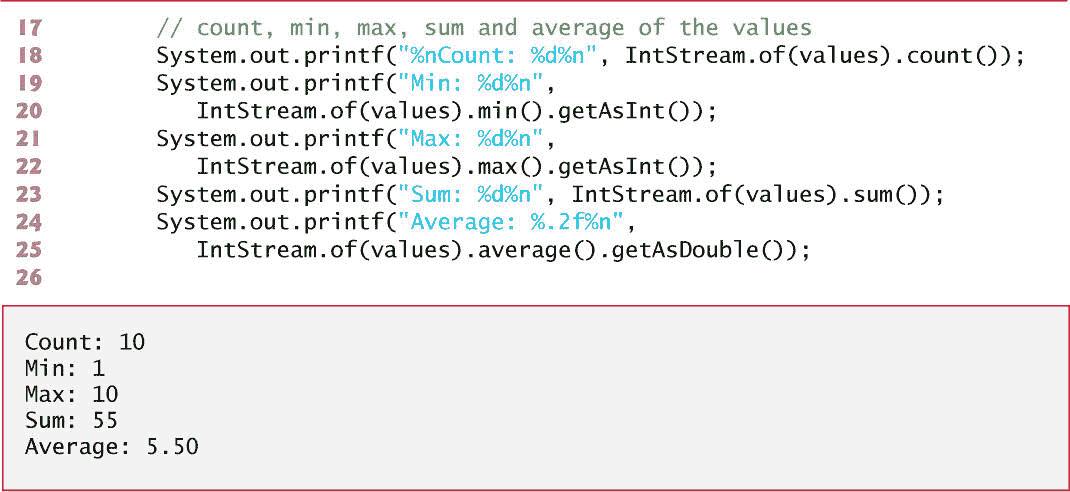 17 // count, min, max, sum and average of the values
18 System.out.printf("%nCount: %d%n", IntStream.of(values).count());
19 System.out.printf("Min: %d%n",
20 IntStream.of(values).min().getAsInt());
21 System.out.printf("Max: %d%n",
22 IntStream.of(values).max().getAsInt());
23 System.out.printf("Sum: %d%n", IntStream.of(values).sum());
24 System.out.printf("Average: %.2f%n",
25 IntStream.of(values).average().getAsDouble());
26
Count: 10
Min: 1
Max: 10
Sum: 55
Average: 5.50